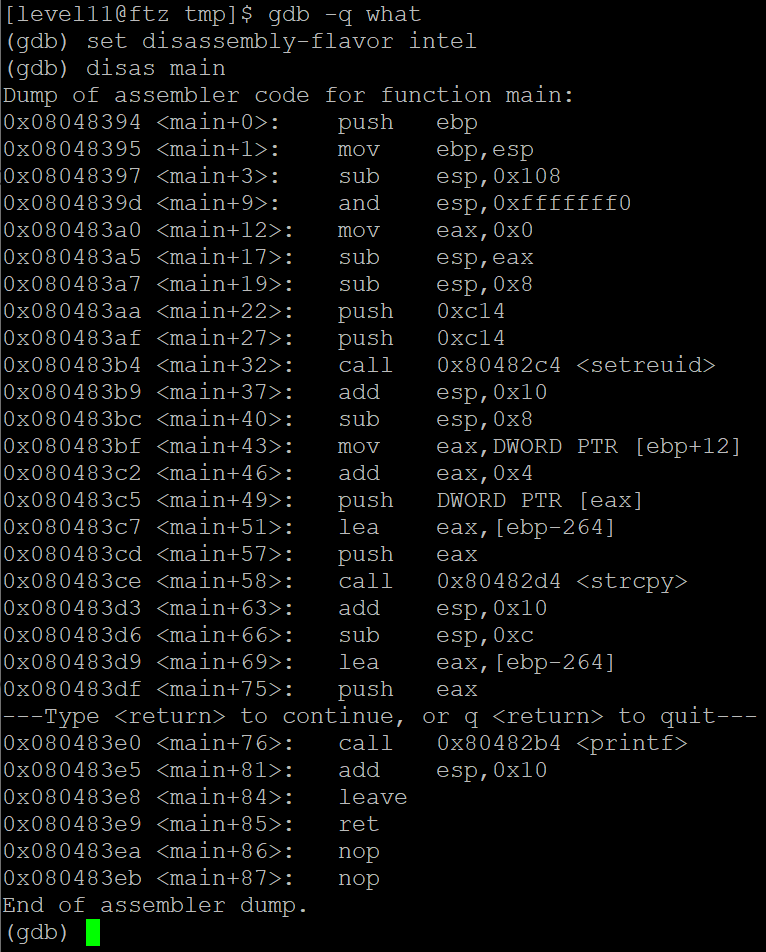 [level11@ftz tmp]$ gdb -q what
(gdb) set disassembly-flavor intel
(gdb) disas main
Dump of assembler code for function main:
0x08048394 <main+0>:    push   ebp
0x08048395 <main+1>:    mov    ebp,esp
0x08048397 <main+3>:    sub    esp,0x108
0x0804839d <main+9>:    and    esp,0xfffffff0
0x080483a0 <main+12>:   mov    eax,0x0
0x080483a5 <main+17>:   sub    esp,eax
0x080483a7 <main+19>:   sub    esp,0x8
0x080483aa <main+22>:   push   0xc14
0x080483af <main+27>:   push   0xc14
0x080483b4 <main+32>:   call   0x80482c4 <setreuid>
0x080483b9 <main+37>:   add    esp,0x10
0x080483bc <main+40>:   sub    esp,0x8
0x080483bf <main+43>:   mov    eax,DWORD PTR [ebp+12]
0x080483c2 <main+46>:   add    eax,0x4
0x080483c5 <main+49>:   push   DWORD PTR [eax]
0x080483c7 <main+51>:   lea    eax,[ebp-264]
0x080483cd <main+57>:   push   eax
0x080483ce <main+58>:   call   0x80482d4 <strcpy>
0x080483d3 <main+63>:   add    esp,0x10
0x080483d6 <main+66>:   sub    esp,0xc
0x080483d9 <main+69>:   lea    eax,[ebp-264]
0x080483df <main+75>:   push   eax
---Type <return> to continue, or q <return> to quit---
0x080483e0 <main+76>:   call   0x80482b4 <printf>
0x080483e5 <main+81>:   add    esp,0x10
0x080483e8 <main+84>:   leave
0x080483e9 <main+85>:   ret
0x080483ea <main+86>:   nop
0x080483eb <main+87>:   nop
End of assembler dump.
(gdb)